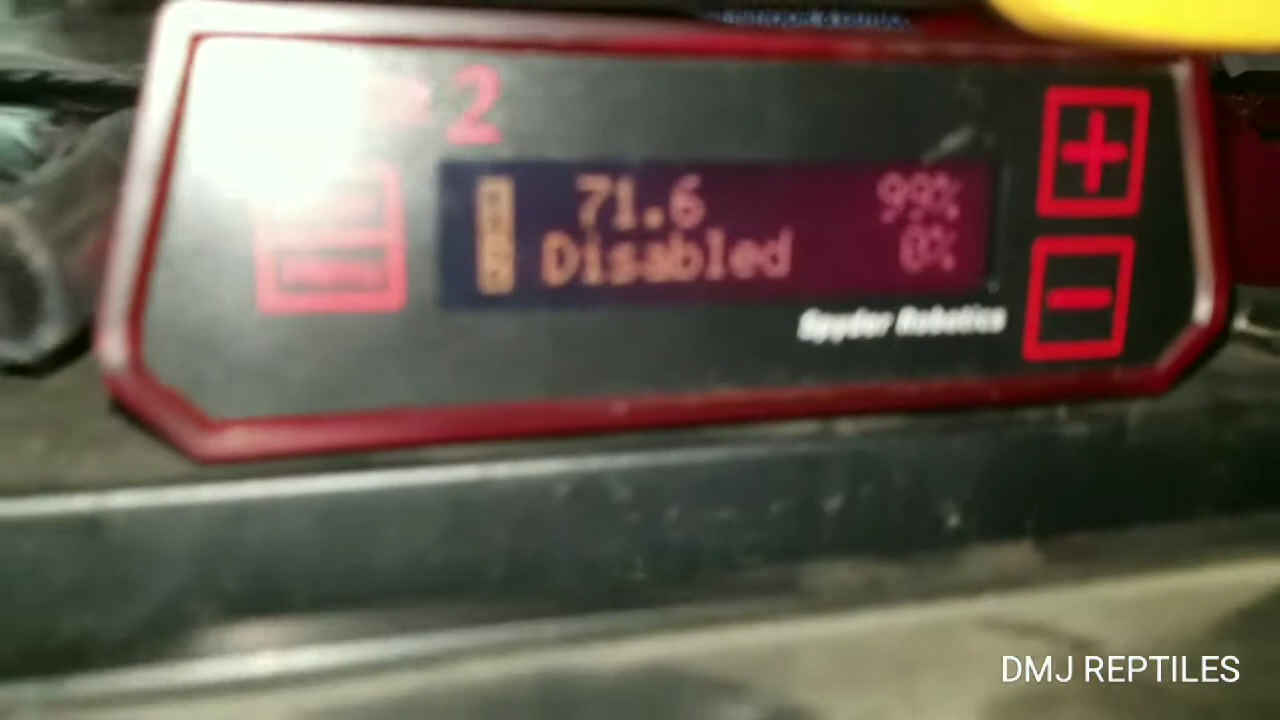 2
71.6 99%
Disabled 0%
Spyder Robotics
+
-
DMJ REPTILES